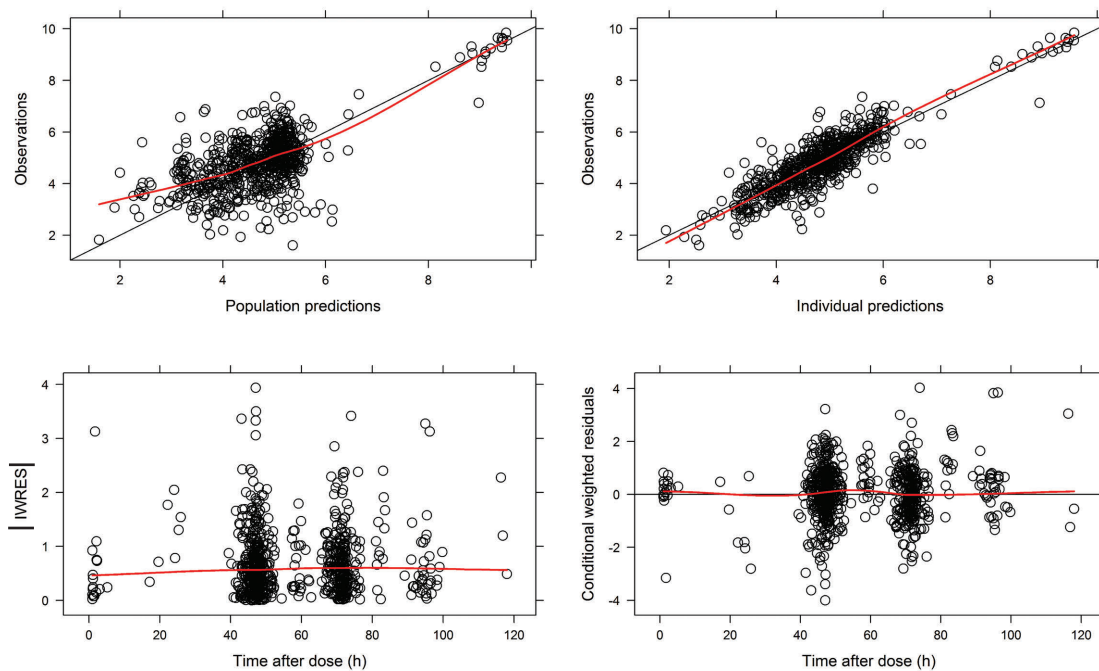 10
8
6
4
2
Observations
2 4 6 8
Population predictions
10
8
6
4
2
Observations
2 4 6 8
Individual predictions
4
3
2
1
0
| IWRES |
0 20 40 60 80 100 120
Time after dose (h)
4
2
0
-2
-4
Conditional weighted residuals
0 20 40 60 80 100 120
Time after dose (h)